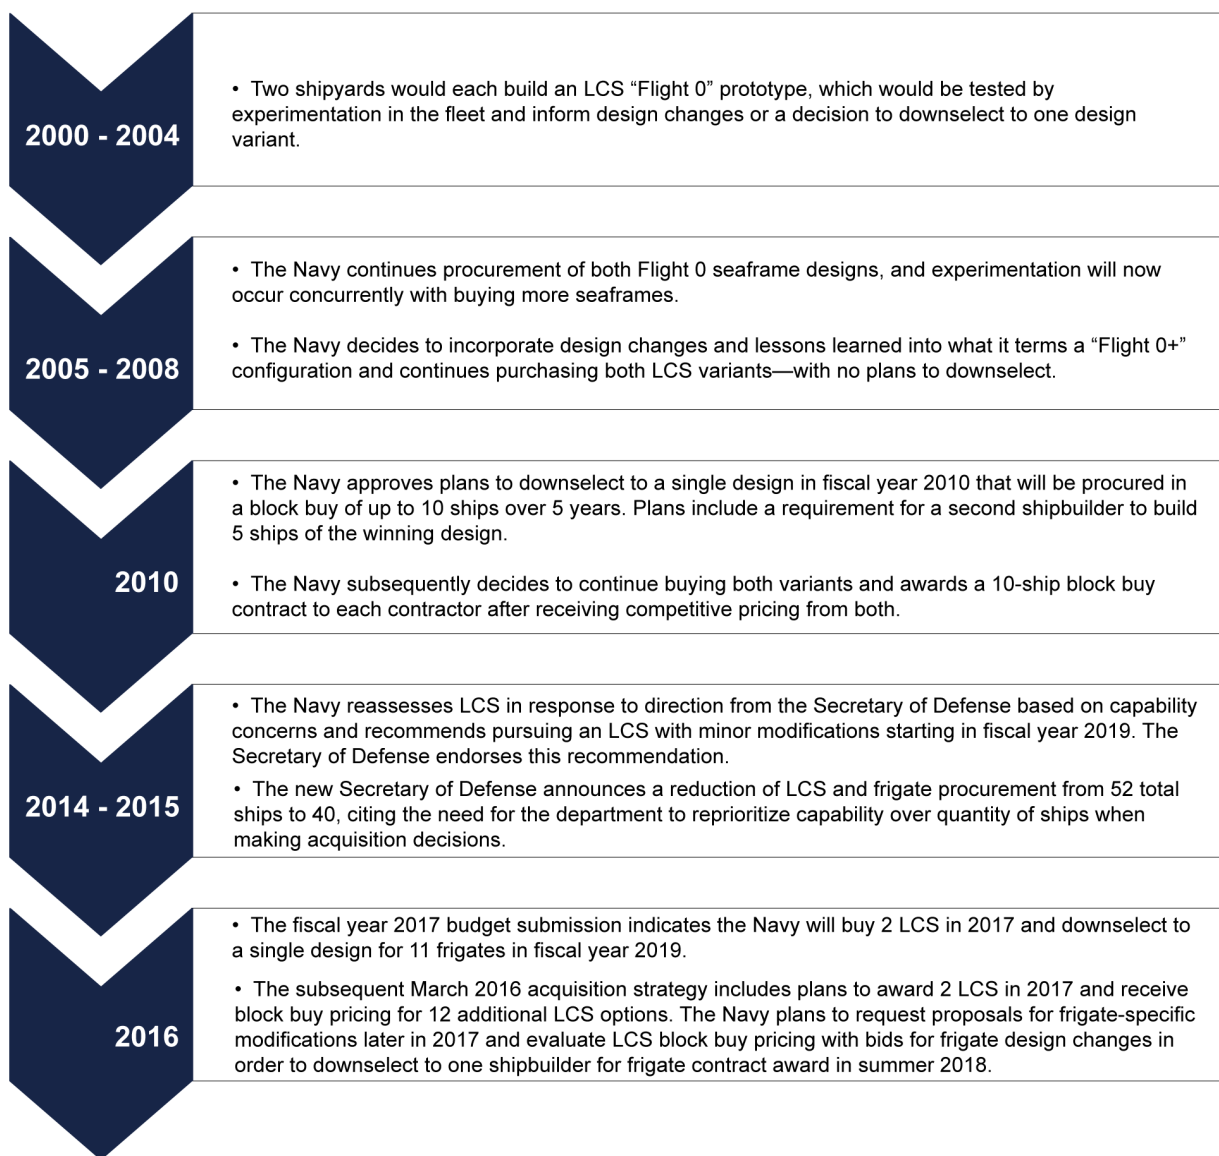 2000 - 2004
• Two shipyards would each build an LCS “Flight 0” prototype, which would be tested by
experimentation in the fleet and inform design changes or a decision to downselect to one design
variant.
2005 - 2008
• The Navy continues procurement of both Flight 0 seaframe designs, and experimentation will now
occur concurrently with buying more seaframes.
• The Navy decides to incorporate design changes and lessons learned into what it terms a “Flight 0+”
configuration and continues purchasing both LCS variants—with no plans to downselect.
2010
• The Navy approves plans to downselect to a single design in fiscal year 2010 that will be procured in
a block buy of up to 10 ships over 5 years. Plans include a requirement for a second shipbuilder to build
5 ships of the winning design.
• The Navy subsequently decides to continue buying both variants and awards a 10-ship block buy
contract to each contractor after receiving competitive pricing from both.
2014 - 2015
• The Navy reassesses LCS in response to direction from the Secretary of Defense based on capability
concerns and recommends pursuing an LCS with minor modifications starting in fiscal year 2019. The
Secretary of Defense endorses this recommendation.
• The new Secretary of Defense announces a reduction of LCS and frigate procurement from 52 total
ships to 40, citing the need for the department to reprioritize capability over quantity of ships when
making acquisition decisions.
2016
• The fiscal year 2017 budget submission indicates the Navy will buy 2 LCS in 2017 and downselect to
a single design for 11 frigates in fiscal year 2019.
• The subsequent March 2016 acquisition strategy includes plans to award 2 LCS in 2017 and receive
block buy pricing for 12 additional LCS options. The Navy plans to request proposals for frigate-specific
modifications later in 2017 and evaluate LCS block buy pricing with bids for frigate design changes in
order to downselect to one shipbuilder for frigate contract award in summer 2018.